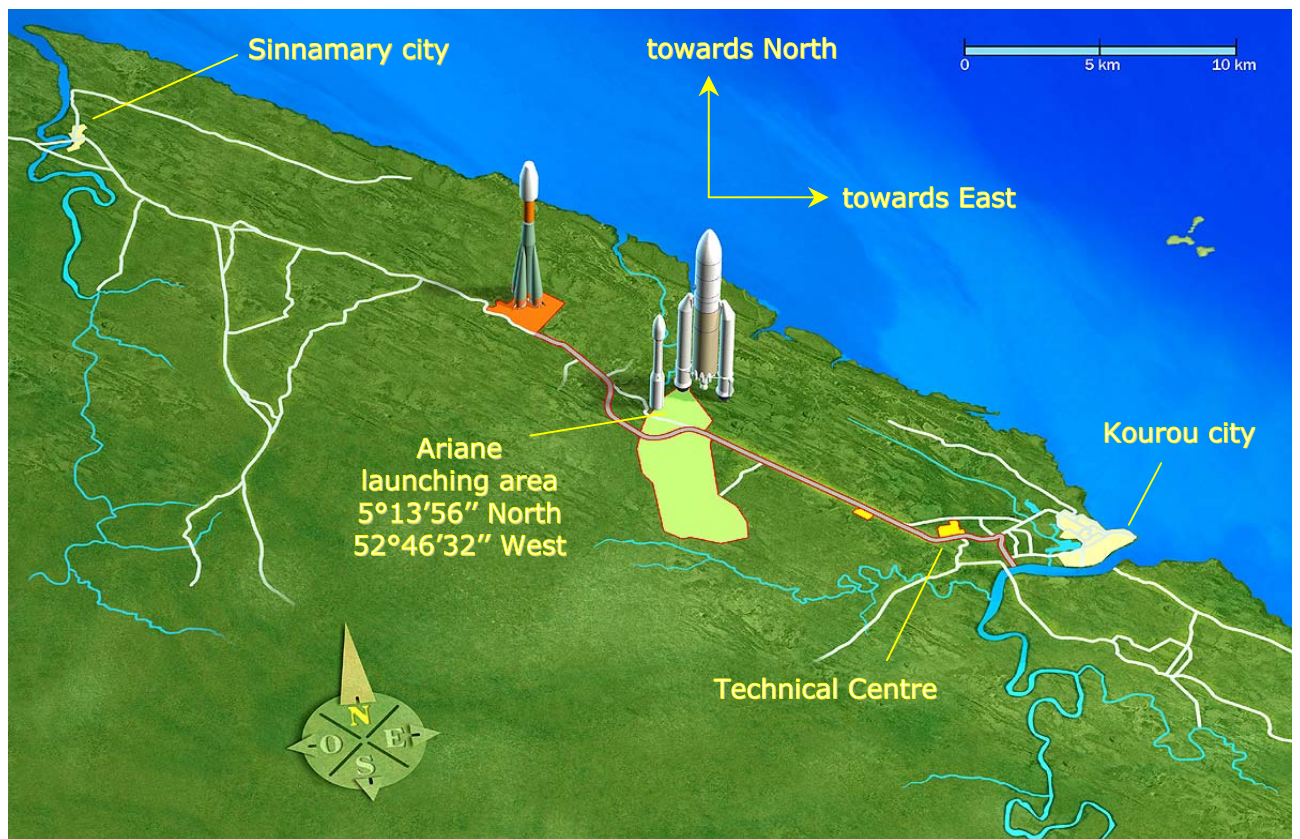 Sinnamary city
towards North
0 5 km 10 km
towards East
Kourou city
Ariane
launching area
5°13’56’’ North
52°46’32’’ West
Technical Centre
N
O E
S